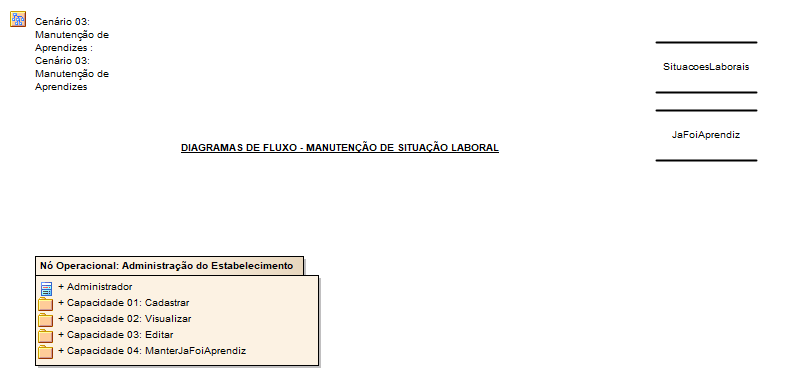 Cenário 03:
Manutenção de
Aprendizes :
Cenário 03:
Manutenção de
Aprendizes
SituacoesLaborais
JaFoiAprendiz
DIAGRAMAS DE FLUXO - MANUTENÇÃO DE SITUAÇÃO LABORAL
Nó Operacional: Administração do Estabelecimento
+ Administrador
+ Capacidade 01: Cadastrar
+ Capacidade 02: Visualizar
+ Capacidade 03: Editar
+ Capacidade 04: ManterJaFoiAprendiz